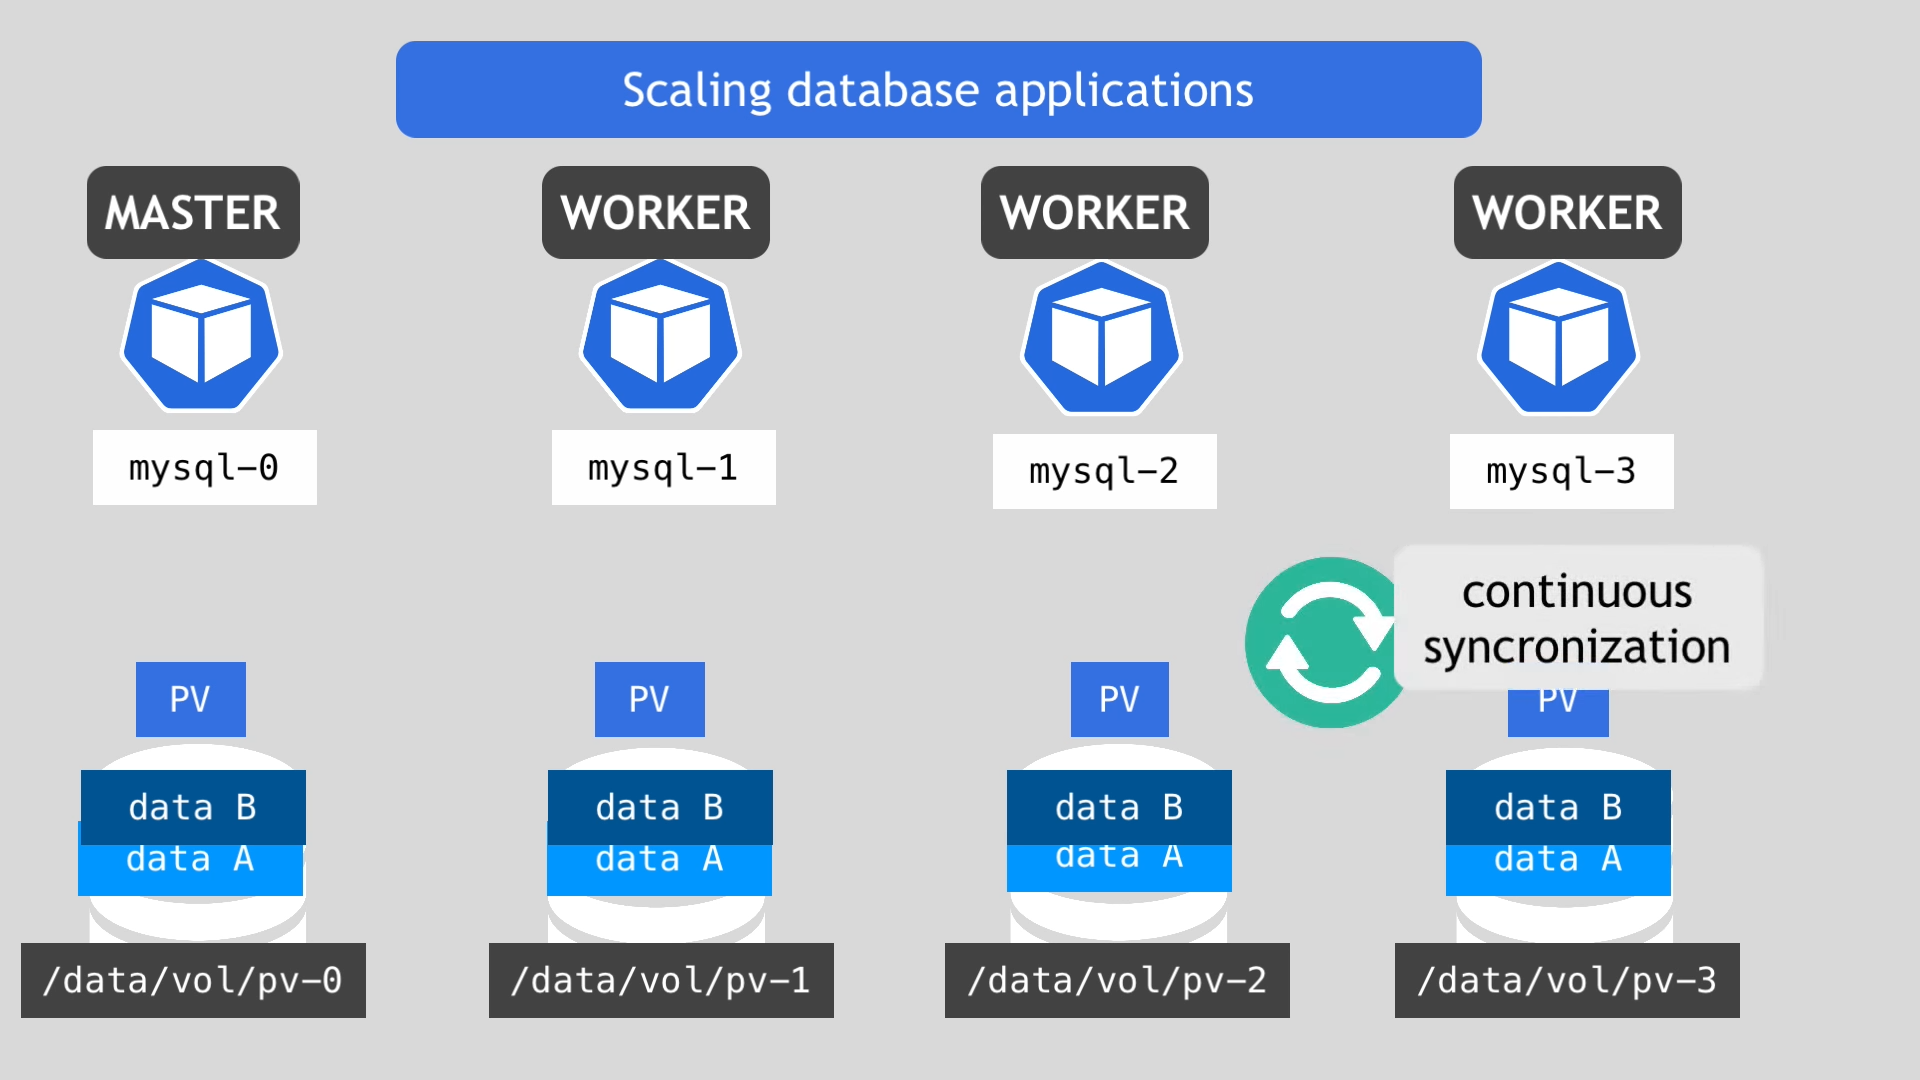 Scaling database applications
MASTER
WORKER
WORKER
WORKER
mysql-0
mysql-1
mysql-2
mysql-3
continuous
syncronization
PV
PV
PV
PV
data B
data B
data B
data B
data A
data A
data A
data A
/data/vol/pv-0
/data/vol/pv-1
/data/vol/pv-2
/data/vol/pv-3